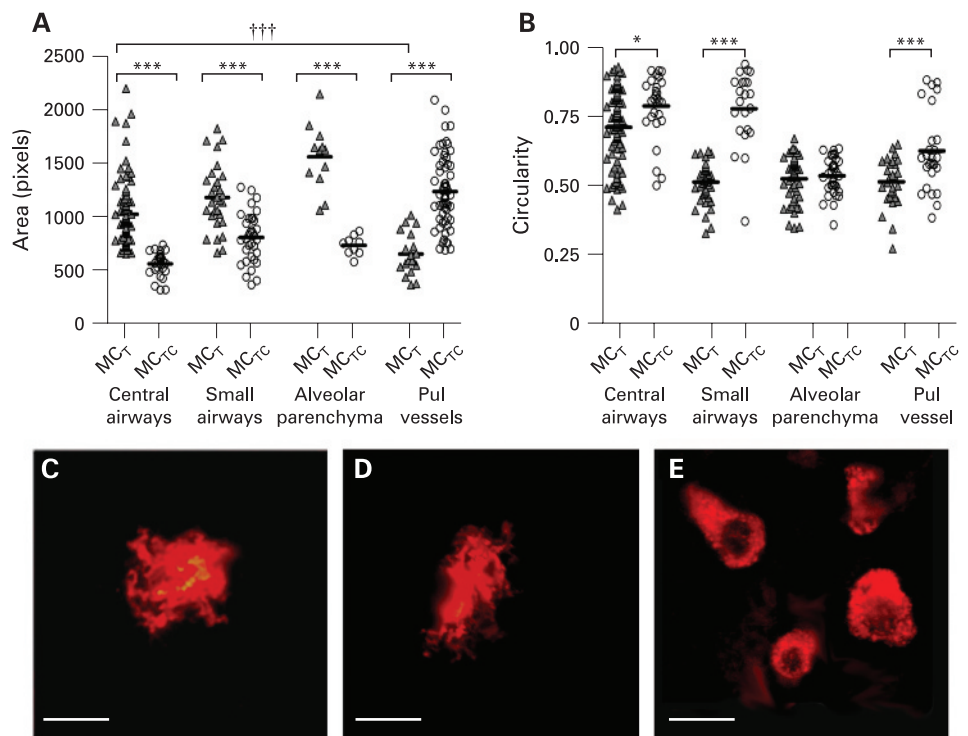 A
†††
***
***
***
***
2500
2000
1500
1000
500
0
Area (pixels)
MCT
MCTC
MCT
MCTC
MCT
MCTC
MCT
MCTC
Central
airways
Small
airways
Alveolar
parenchyma
Pul
vessels
B
*
***
***
1.00
0.75
0.50
0.25
0
Circularity
MCT
MCTC
MCT
MCTC
MCT
MCTC
MCT
MCTC
Central
airways
Small
airways
Alveolar
parenchyma
Pul
vessel
C
D
E